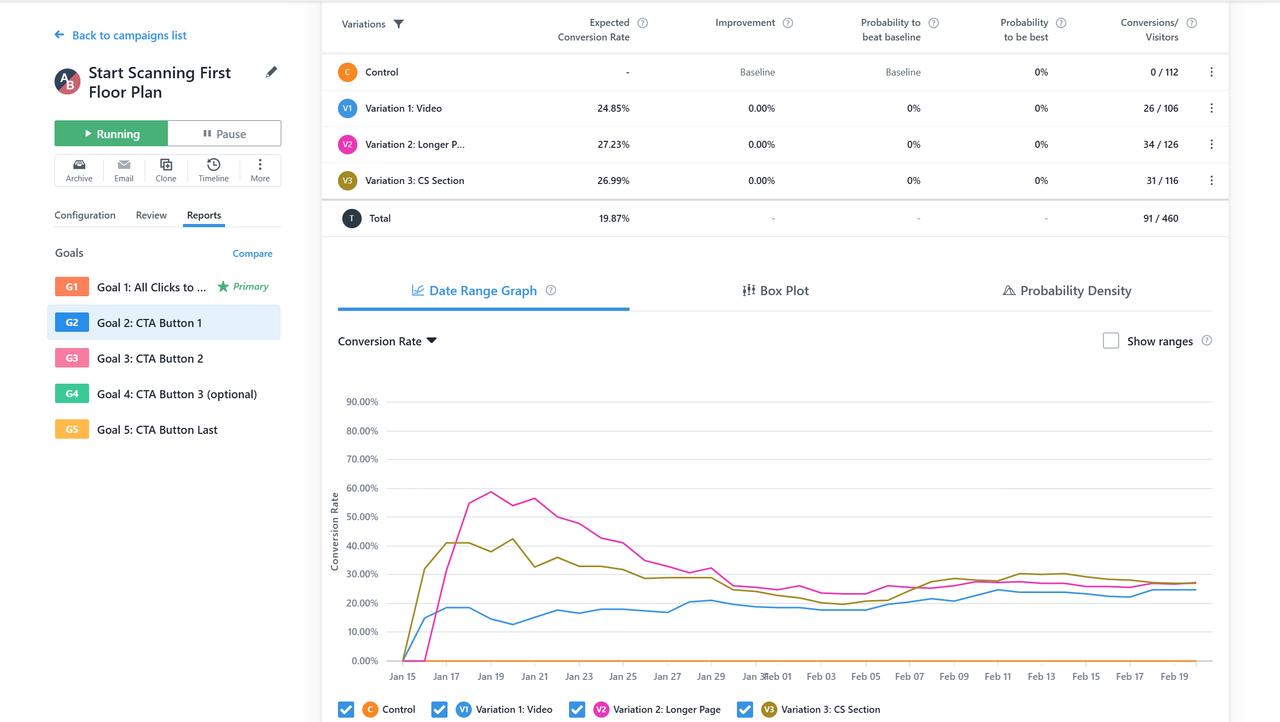 Back to campaigns list
AB
Start Scanning First
Floor Plan
Running
Pause
Archive
Email
Clone
Timeline
More
Configuration
Review
Reports
Goals
Compare
G1 Goal 1: All Clicks to ... Primary
G2 Goal 2: CTA Button 1
G3 Goal 3: CTA Button 2
G4 Goal 4: CTA Button 3 (optional)
G5 Goal 5: CTA Button Last
Variations
Expected
Conversion Rate
Improvement
Probability to
beat baseline
Probability
to be best
Conversions/
Visitors
C Control - Baseline Baseline 0% 0 / 112
V1 Variation 1: Video 24.85% 0.00% 0% 0% 26 / 106
V2 Variation 2: Longer P... 27.23% 0.00% 0% 0% 34 / 126
V3 Variation 3: CS Section 26.99% 0.00% 0% 0% 31 / 116
T Total 19.87% - - - 91 / 460
Date Range Graph
Box Plot
Probability Density
Conversion Rate
Show ranges
Conversion Rate
90.00%
80.00%
70.00%
60.00%
50.00%
40.00%
30.00%
20.00%
10.00%
0.00%
Jan 15 Jan 17 Jan 19 Jan 21 Jan 23 Jan 25 Jan 27 Jan 29 Jan Feb 01 Feb 03 Feb 05 Feb 07 Feb 09 Feb 11 Feb 13 Feb 15 Feb 17 Feb 19
C Control V1 Variation 1: Video V2 Variation 2: Longer Page V3 Variation 3: CS Section